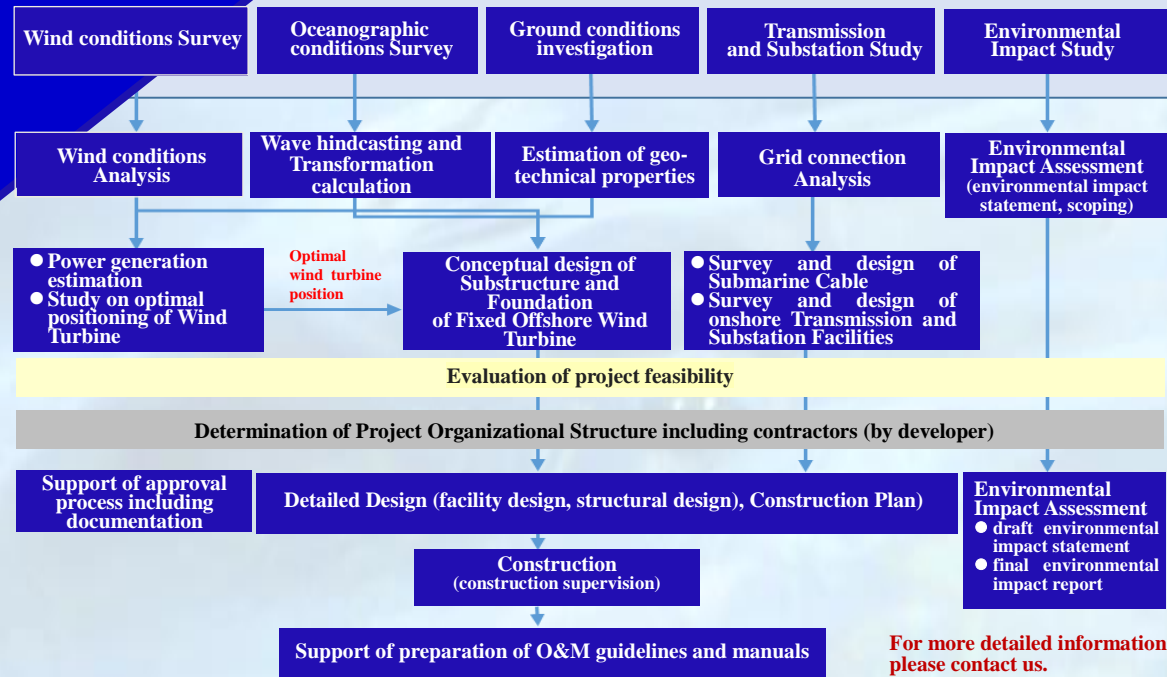 Wind conditions Survey
Oceanographic
conditions Survey
Ground conditions
investigation
Transmission
and Substation Study
Environmental
Impact Study
Wind conditions
Analysis
Wave hindcasting and
Transformation
calculation
Estimation of geo-
technical properties
Grid connection
Analysis
Environmental
Impact Assessment
(environmental impact
statement, scoping)
● Power generation
estimation
● Study on optimal
positioning of Wind
Turbine
Optimal
wind turbine
position
Conceptual design of
Substructure and
Foundation
of Fixed Offshore Wind
Turbine
● Survey and design of
Submarine Cable
● Survey and design of
onshore Transmission and
Substation Facilities
Evaluation of project feasibility
Determination of Project Organizational Structure including contractors (by developer)
Support of approval
process including
documentation
Detailed Design (facility design, structural design), Construction Plan)
Environmental
Impact Assessment
● draft environmental
impact statement
● final environmental
impact report
Construction
(construction supervision)
Support of preparation of O&M guidelines and manuals
For more detailed information
please contact us.